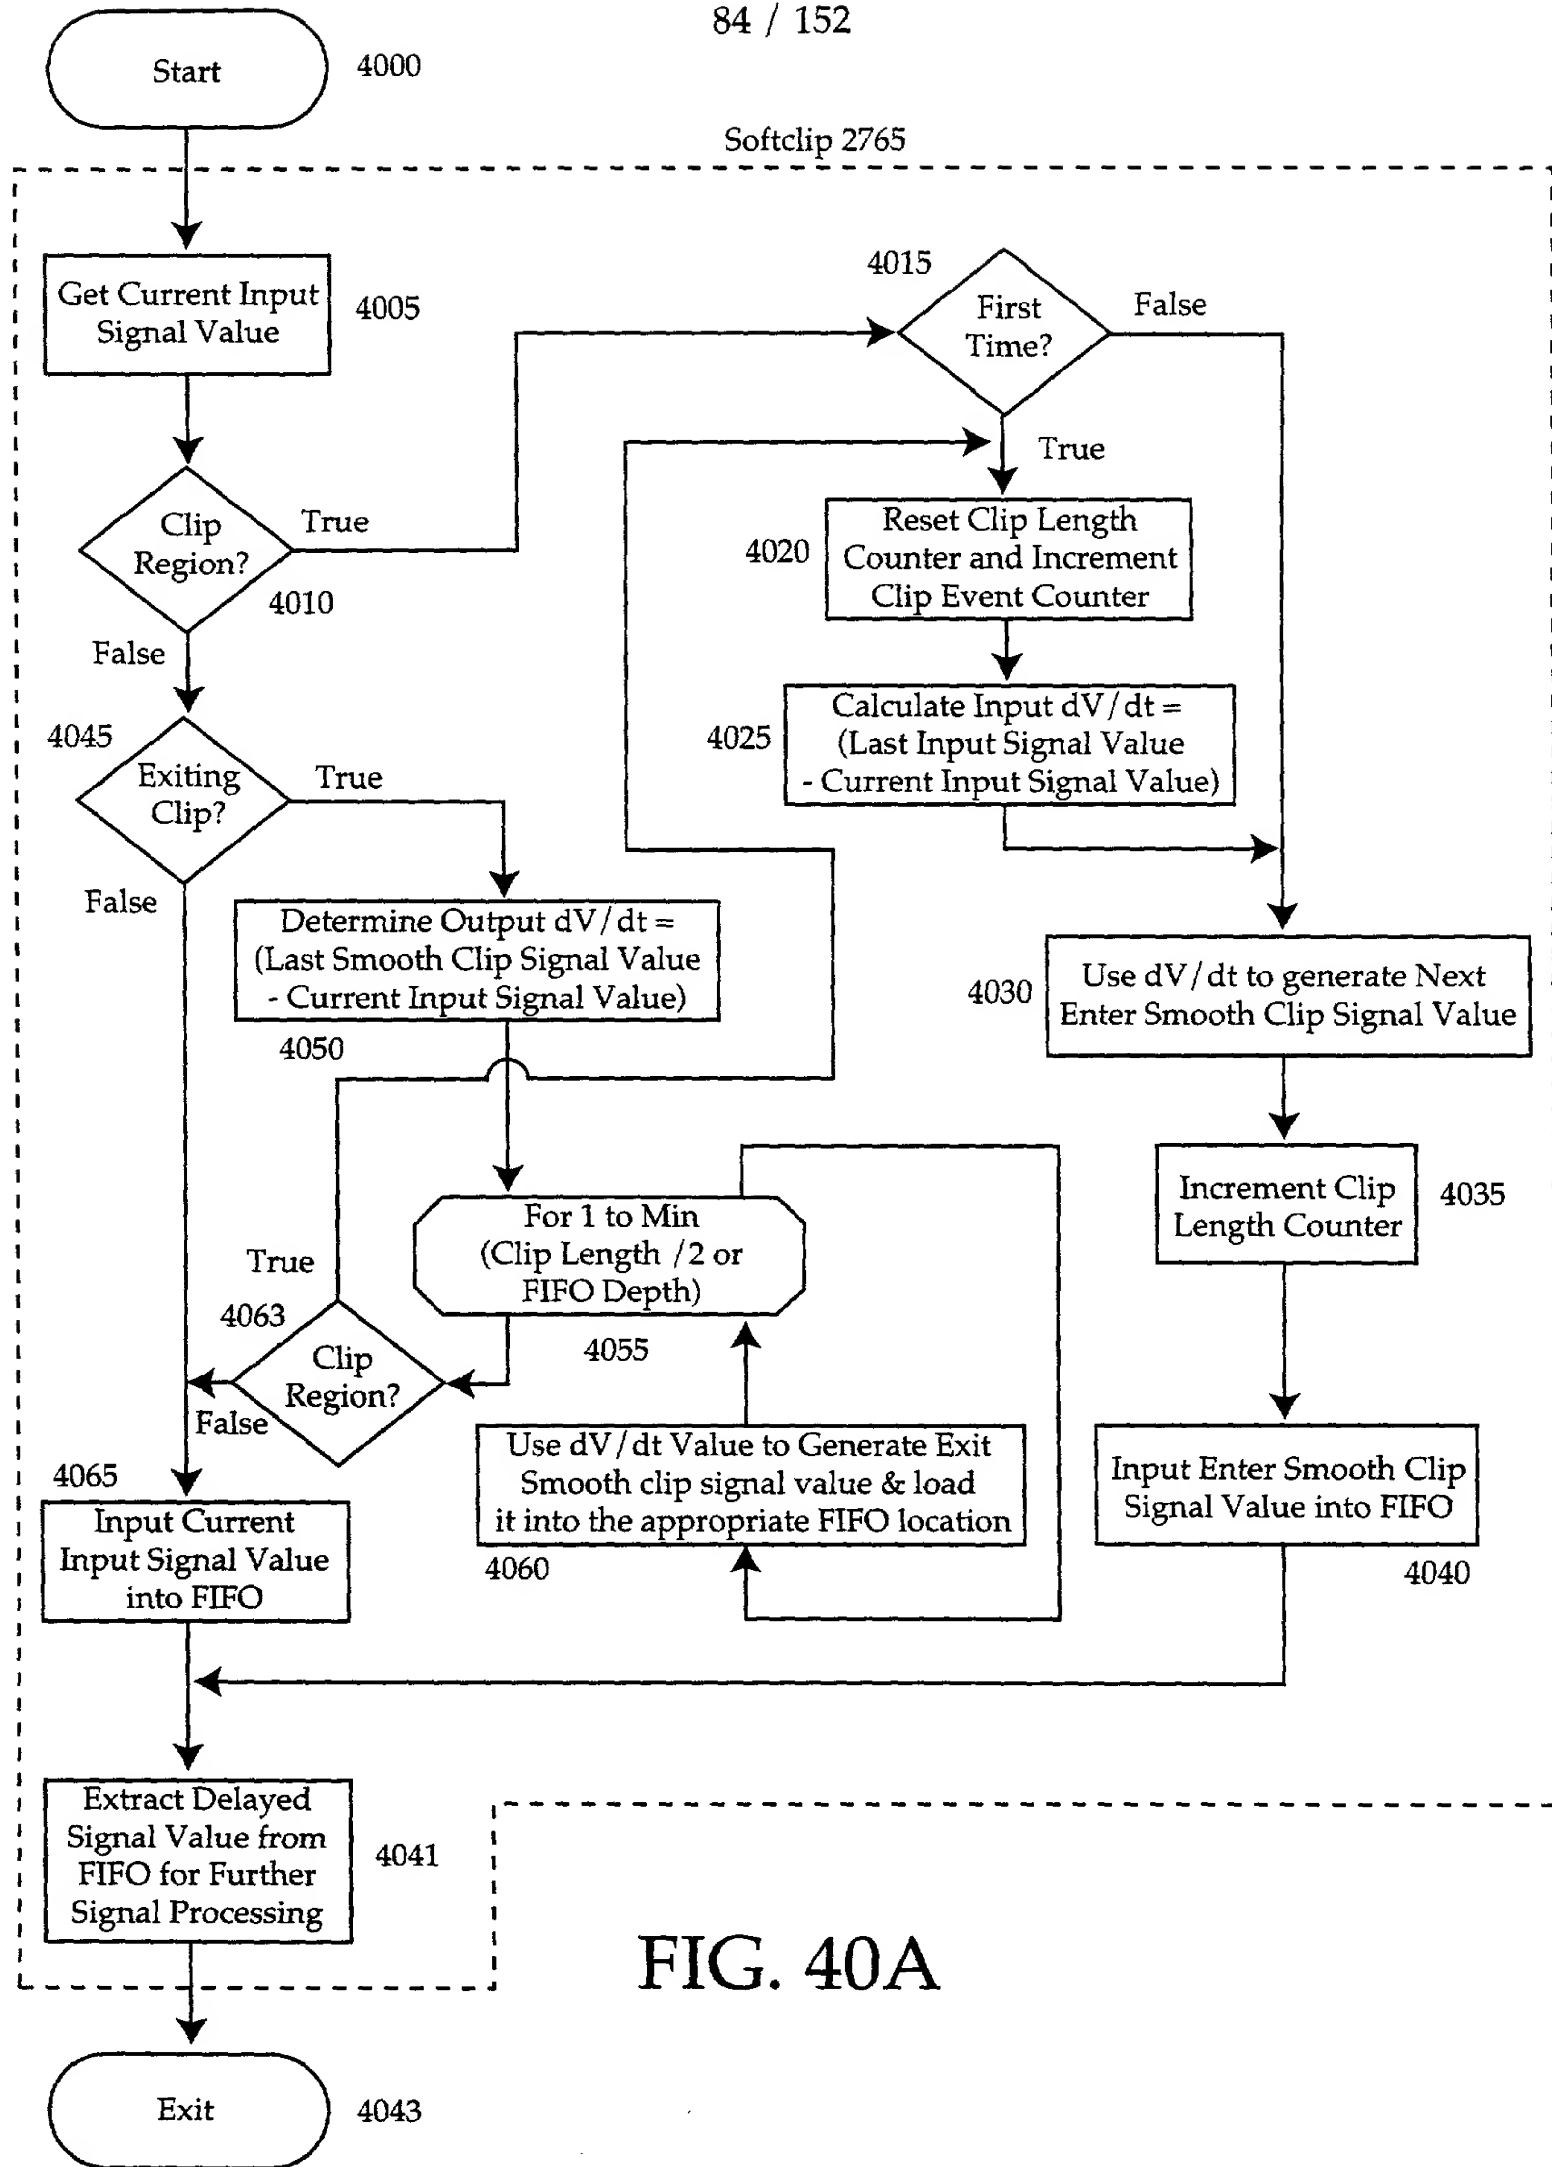 84 / 152
Start
4000
Softclip 2765
Get Current Input
Signal Value
4005
4015
First
Time?
False
True
Clip
Region?
True
4010
False
4020
Reset Clip Length
Counter and Increment
Clip Event Counter
4025
Calculate Input dV/dt =
(Last Input Signal Value
- Current Input Signal Value)
4045
Exiting
Clip?
True
False
Determine Output dV/dt =
(Last Smooth Clip Signal Value
- Current Input Signal Value)
4050
4030
Use dV/dt to generate Next
Enter Smooth Clip Signal Value
Increment Clip
Length Counter
4035
For 1 to Min
(Clip Length /2 or
FIFO Depth)
4055
True
4063
Clip
Region?
False
Use dV/dt Value to Generate Exit
Smooth clip signal value & load
it into the appropriate FIFO location
4060
Input Enter Smooth Clip
Signal Value into FIFO
4040
4065
Input Current
Input Signal Value
into FIFO
Extract Delayed
Signal Value from
FIFO for Further
Signal Processing
4041
FIG. 40A
Exit
4043